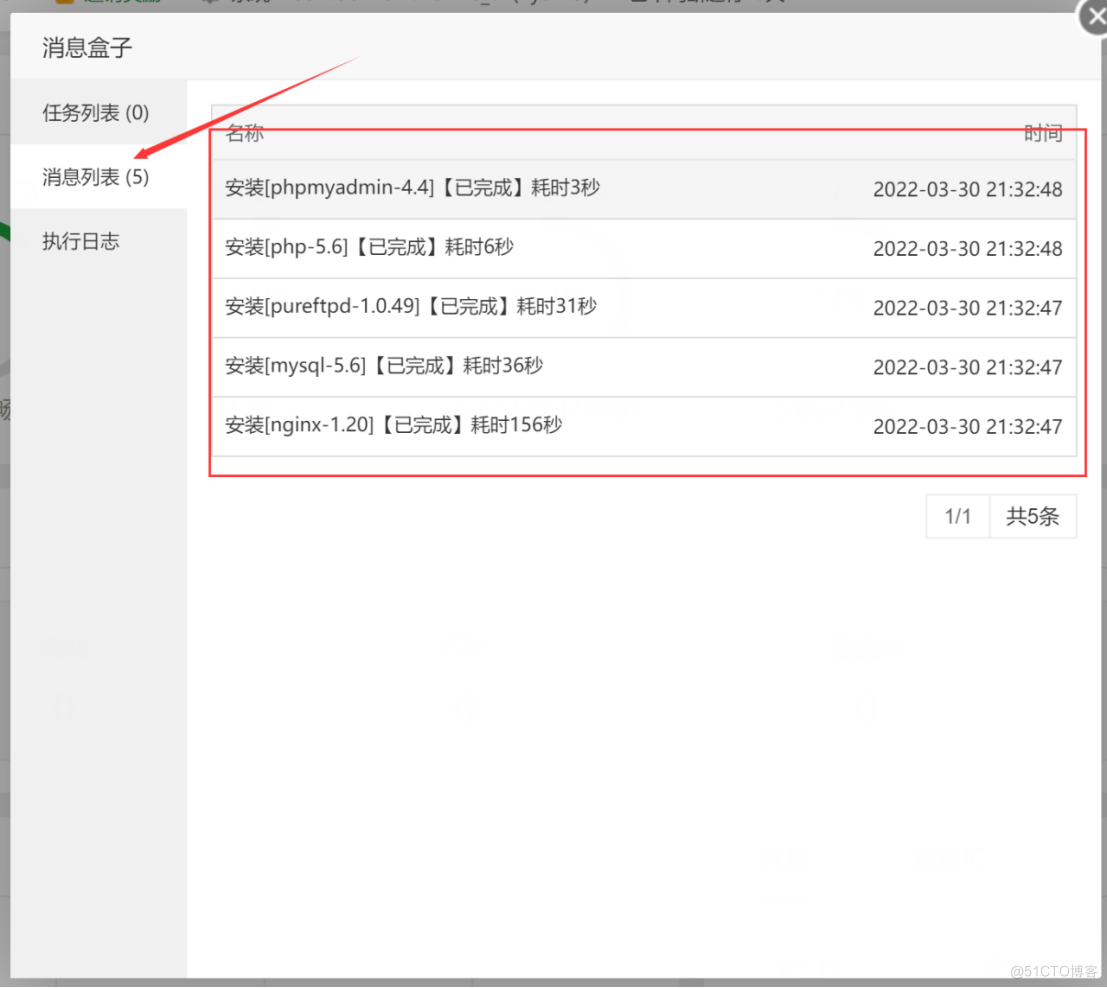 消息盒子
任务列表 (0)
消息列表 (5)
执行日志
名称 时间
安装[phpmyadmin-4.4]【已完成】耗时3秒 2022-03-30 21:32:48
安装[php-5.6]【已完成】耗时6秒 2022-03-30 21:32:48
安装[pureftpd-1.0.49]【已完成】耗时31秒 2022-03-30 21:32:47
安装[mysql-5.6]【已完成】耗时36秒 2022-03-30 21:32:47
安装[nginx-1.20]【已完成】耗时156秒 2022-03-30 21:32:47
1/1 共5条
@51CTO博客